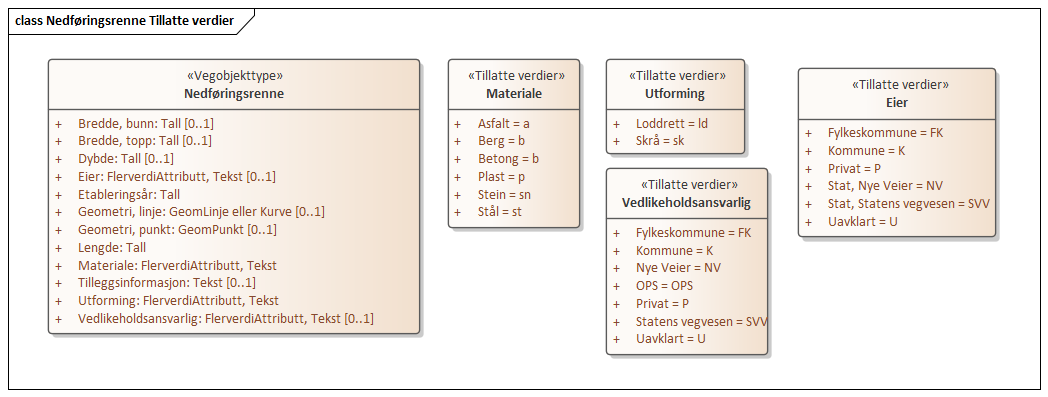 class Nedføringsrenne Tillatte verdier
«Vegobjekttype»
Nedføringsrenne
+ Bredde, bunn: Tall [0..1]
+ Bredde, topp: Tall [0..1]
+ Dybde: Tall [0..1]
+ Eier: FlerverdiAttributt, Tekst [0..1]
+ Etableringsår: Tall
+ Geometri, linje: GeomLinje eller Kurve [0..1]
+ Geometri, punkt: GeomPunkt [0..1]
+ Lengde: Tall
+ Materiale: FlerverdiAttributt, Tekst
+ Tilleggsinformasjon: Tekst [0..1]
+ Utforming: FlerverdiAttributt, Tekst
+ Vedlikeholdsansvarlig: FlerverdiAttributt, Tekst [0..1]
«Tillatte verdier»
Materiale
+ Asfalt = a
+ Berg = b
+ Betong = b
+ Plast = p
+ Stein = sn
+ Stål = st
«Tillatte verdier»
Utforming
+ Loddrett = ld
+ Skrå = sk
«Tillatte verdier»
Vedlikeholdsansvarlig
+ Fylkeskommune = FK
+ Kommune = K
+ Nye Veier = NV
+ OPS = OPS
+ Privat = P
+ Statens vegvesen = SVV
+ Uavklart = U
«Tillatte verdier»
Eier
+ Fylkeskommune = FK
+ Kommune = K
+ Privat = P
+ Stat, Nye Veier = NV
+ Stat, Statens vegvesen = SVV
+ Uavklart = U